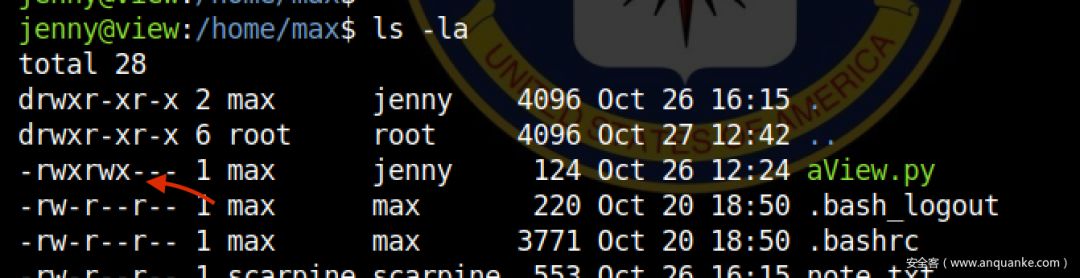 jenny@view:/home/max$
jenny@view:/home/max$ ls -la
total 28
drwxr-xr-x 2 max jenny 4096 Oct 26 16:15 .
drwxr-xr-x 6 root root 4096 Oct 27 12:42 ..
-rwxrwx--- 1 max jenny 124 Oct 26 12:24 aView.py
-rw-r--r-- 1 max max 220 Oct 20 18:50 .bash_logout
-rw-r--r-- 1 max max 3771 Oct 20 18:50 .bashrc
-rw-r--r-- 1 scarpine scarpine 553 Oct 26 16:15 note.txt
UNITED STATES OF AMERICA
安全客（www.anquanke.com）